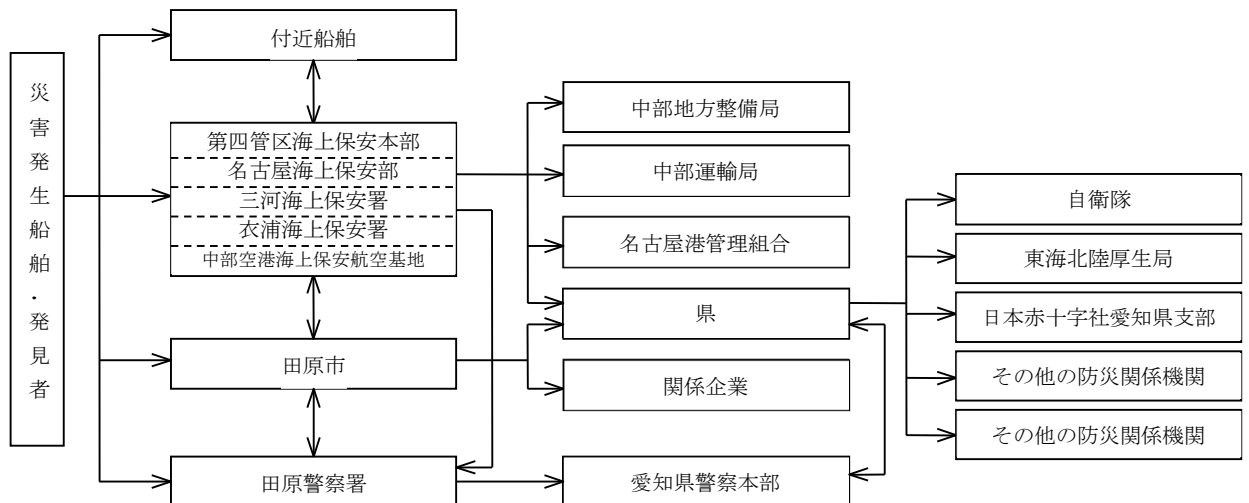 災害発生船舶・発見者
付近船舶
第四管区海上保安本部
名古屋海上保安部
三河海上保安署
衣浦海上保安署
中部空港海上保安航空基地
田原市
田原警察署
中部地方整備局
中部運輸局
名古屋港管理組合
県
関係企業
愛知県警察本部
自衛隊
東海北陸厚生局
日本赤十字社愛知県支部
その他の防災関係機関
その他の防災関係機関